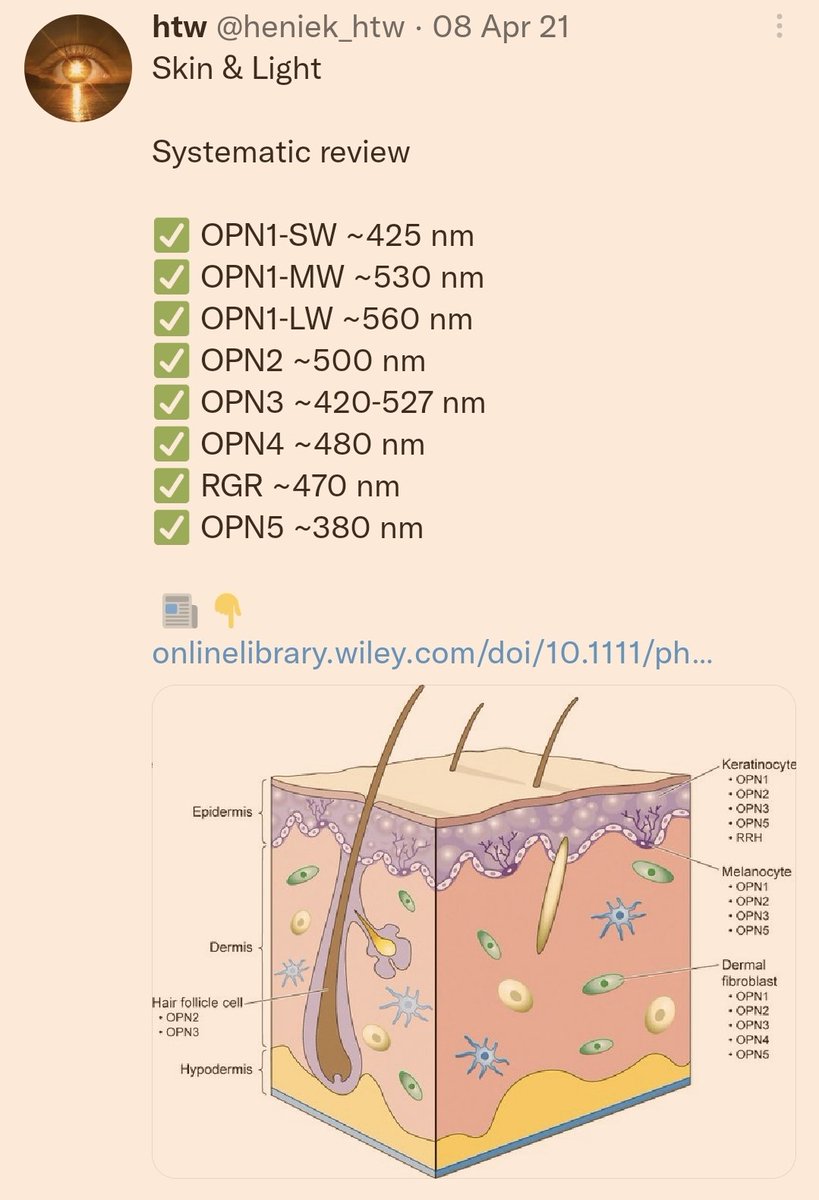 htw @heniek_htw · 08 Apr 21
Skin & Light
Systematic review
✅ OPN1-SW ~425 nm
✅ OPN1-MW ~530 nm
✅ OPN1-LW ~560 nm
✅ OPN2 ~500 nm
✅ OPN3 ~420-527 nm
✅ OPN4 ~480 nm
✅ RGR ~470 nm
✅ OPN5 ~380 nm
📰 👇
onlinelibrary.wiley.com/doi/10.1111/ph...
Epidermis
Dermis
Hair follicle cell
• OPN2
• OPN3
Hypodermis
Keratinocyte
• OPN1
• OPN2
• OPN3
• OPN5
• RRH
Melanocyte
• OPN1
• OPN2
• OPN3
• OPN5
Dermal
fibroblast
• OPN1
• OPN2
• OPN3
• OPN4
• OPN5